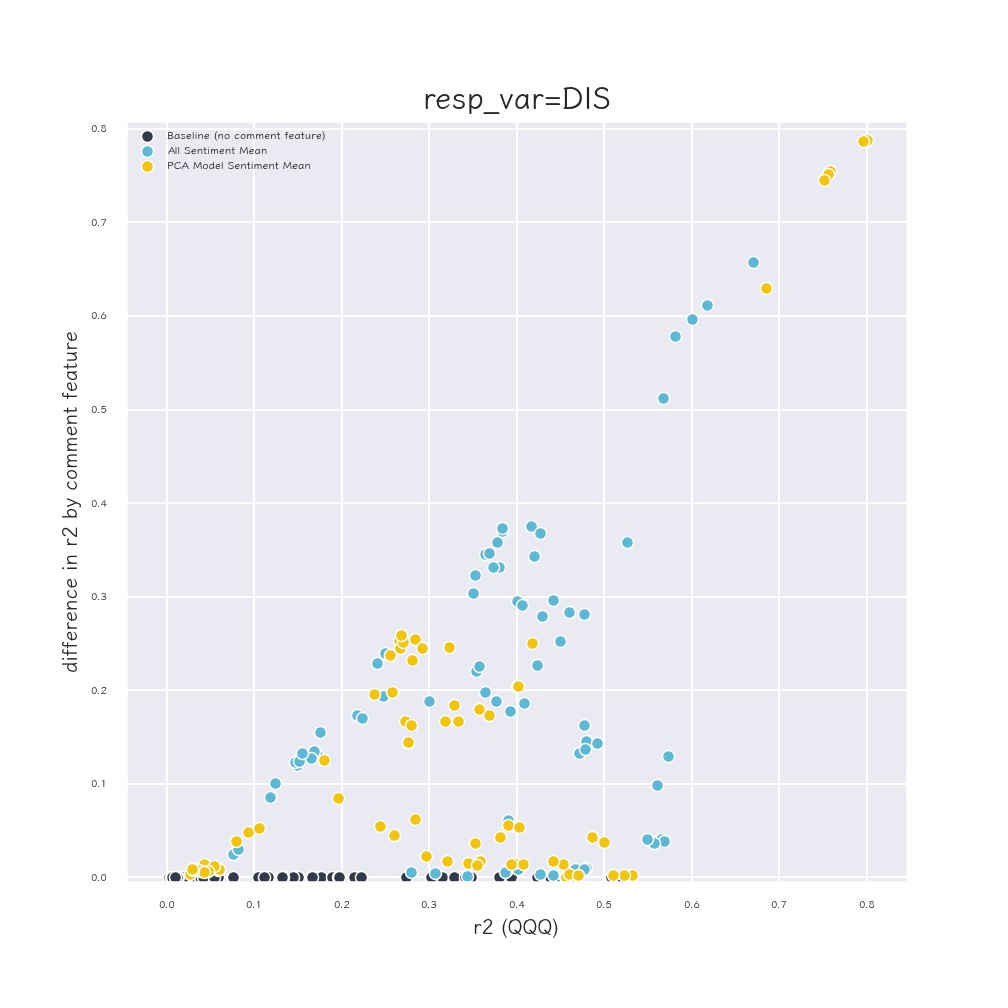 resp_var=DIS
Baseline (no comment feature)
All Sentiment Mean
PCA Model Sentiment Mean
difference in r2 by comment feature
0.8
0.7
0.6
0.5
0.4
0.3
0.2
0.1
0.0
0.0 0.1 0.2 0.3 0.4 0.5 0.6 0.7 0.8
r2 (QQQ)